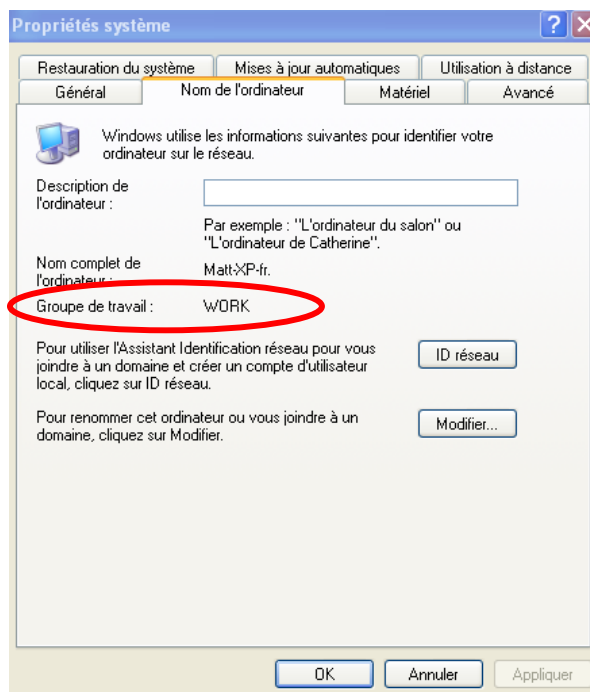 Propriétés système
Restauration du système Mises à jour automatiques Utilisation à distance
Général Nom de l'ordinateur Matériel Avancé
Windows utilise les informations suivantes pour identifier votre
ordinateur sur le réseau.
Description de
l'ordinateur :
Par exemple : "L'ordinateur du salon" ou
"L'ordinateur de Catherine".
Nom complet de
l'ordinateur :
Matt-XP-fr.
Groupe de travail : WORK
Pour utiliser l'Assistant Identification réseau pour vous
joindre à un domaine et créer un compte d'utilisateur
local, cliquez sur ID réseau.
ID réseau
Pour renommer cet ordinateur ou vous joindre à un
domaine, cliquez sur Modifier.
Modifier...
OK Annuler Appliquer